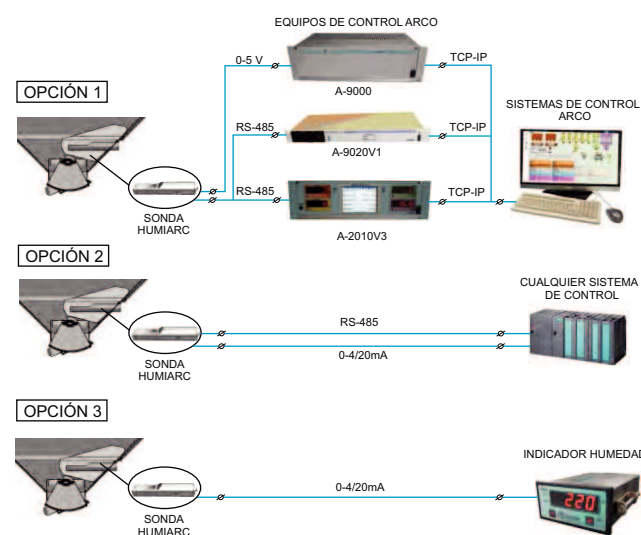 EQUIPOS DE CONTROL ARCO
0-5 V
TCP-IP
A-9000
OPCIÓN 1
RS-485
TCP-IP
A-9020V1
SISTEMAS DE CONTROL
ARCO
RS-485
TCP-IP
A-2010V3
SONDA
HUMIARC
OPCIÓN 2
CUALQUIER SISTEMA
DE CONTROL
RS-485
0-4/20mA
SONDA
HUMIARC
OPCIÓN 3
INDICADOR HUMEDAD
0-4/20mA
220
SONDA
HUMIARC